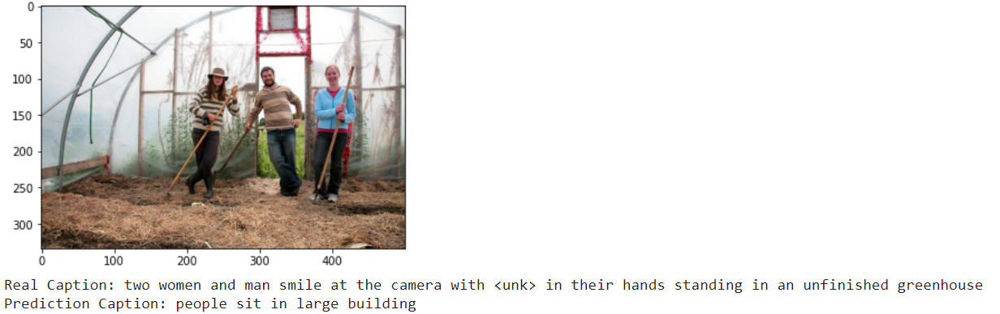 0
50
100
150
200
250
300
0 100 200 300 400
Real Caption: two women and man smile at the camera with <unk> in their hands standing in an unfinished greenhouse
Prediction Caption: people sit in large building